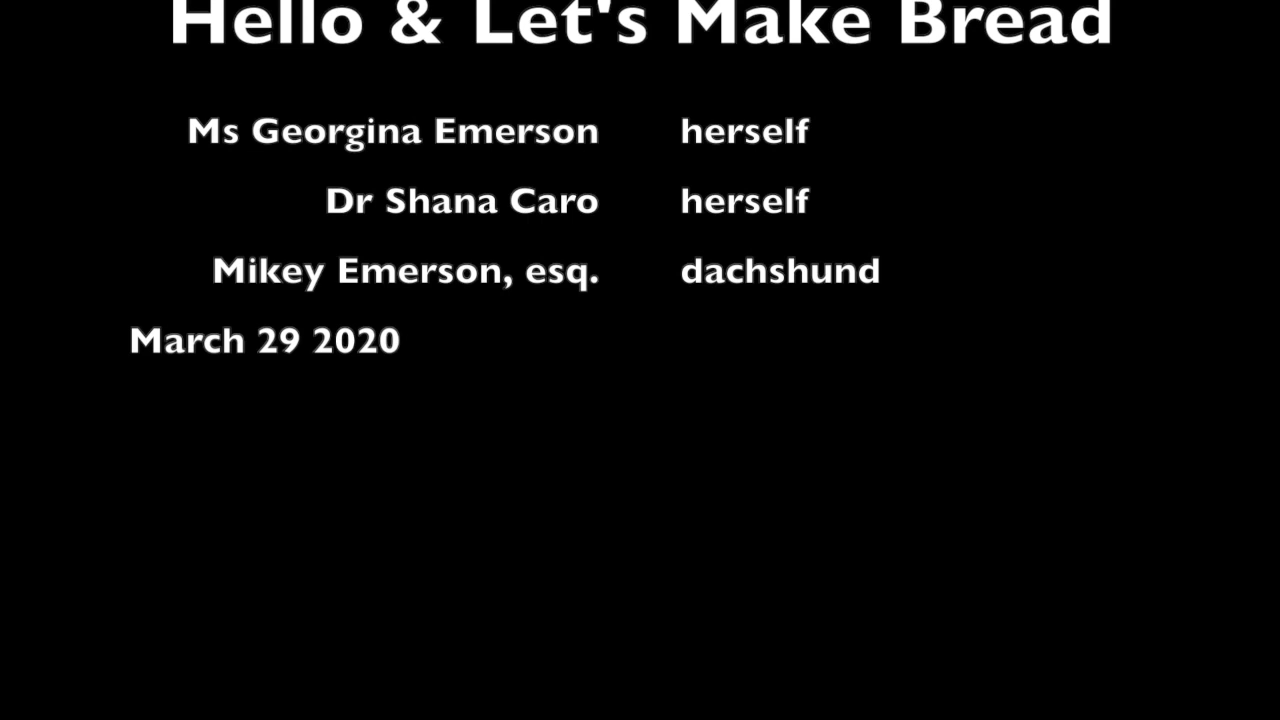 Hello & Let's Make Bread
Ms Georgina Emerson herself
Dr Shana Caro herself
Mikey Emerson, esq. dachshund
March 29 2020